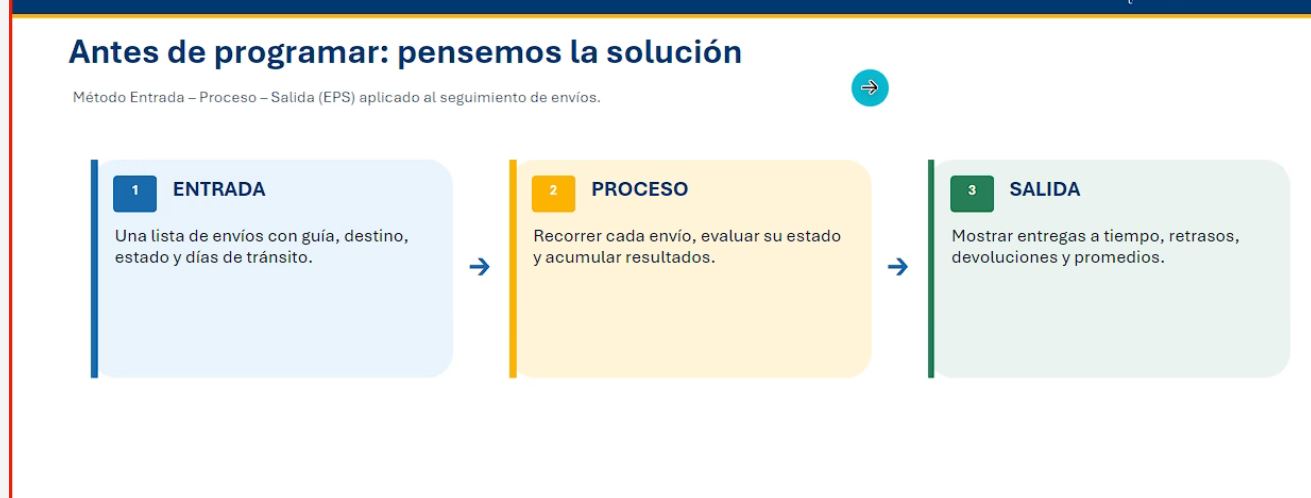 Antes de programar: pensemos la solución
Método Entrada – Proceso – Salida (EPS) aplicado al seguimiento de envíos.
1 ENTRADA
Una lista de envíos con guía, destino,
estado y días de tránsito.
2 PROCESO
Recorrer cada envío, evaluar su estado
y acumular resultados.
3 SALIDA
Mostrar entregas a tiempo, retrasos,
devoluciones y promedios.